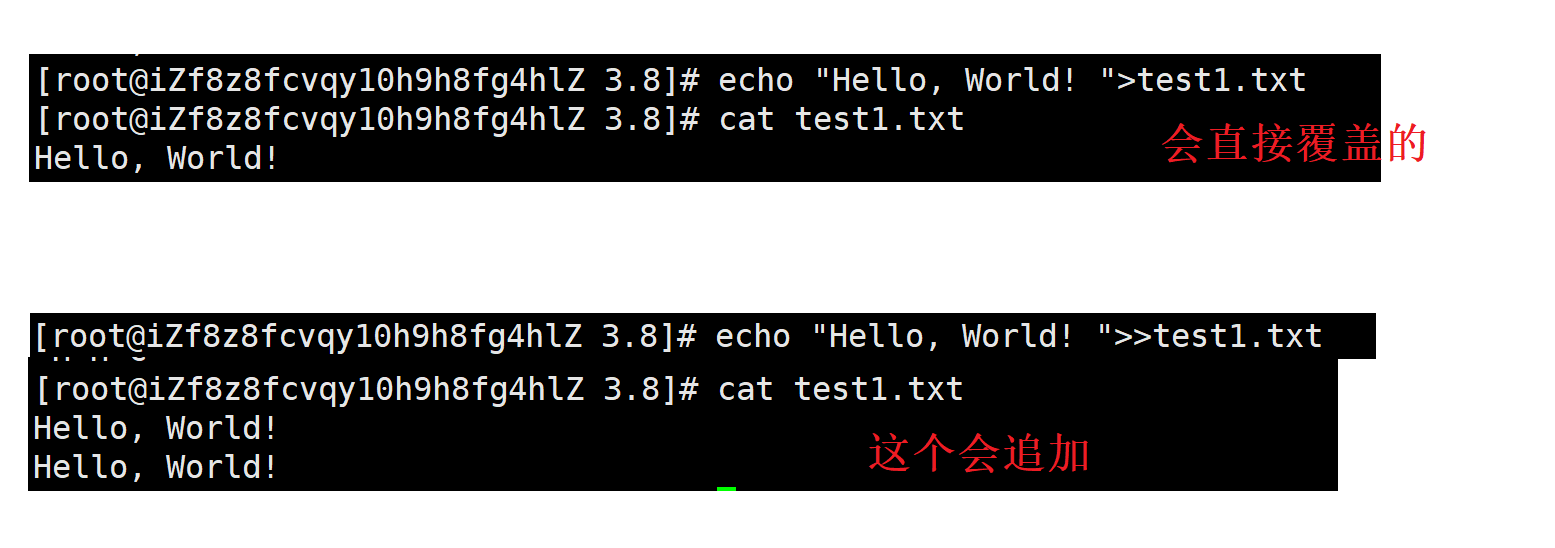 [root@iZf8z8fcvqy10h9h8fg4hlZ 3.8]# echo "Hello, World! ">test1.txt
[root@iZf8z8fcvqy10h9h8fg4hlZ 3.8]# cat test1.txt
会直接覆盖的
Hello, World!
[root@iZf8z8fcvqy10h9h8fg4hlZ 3.8]# echo "Hello, World! ">>test1.txt
[root@iZf8z8fcvqy10h9h8fg4hlZ 3.8]# cat test1.txt
Hello, World!
这个会追加
Hello, World!